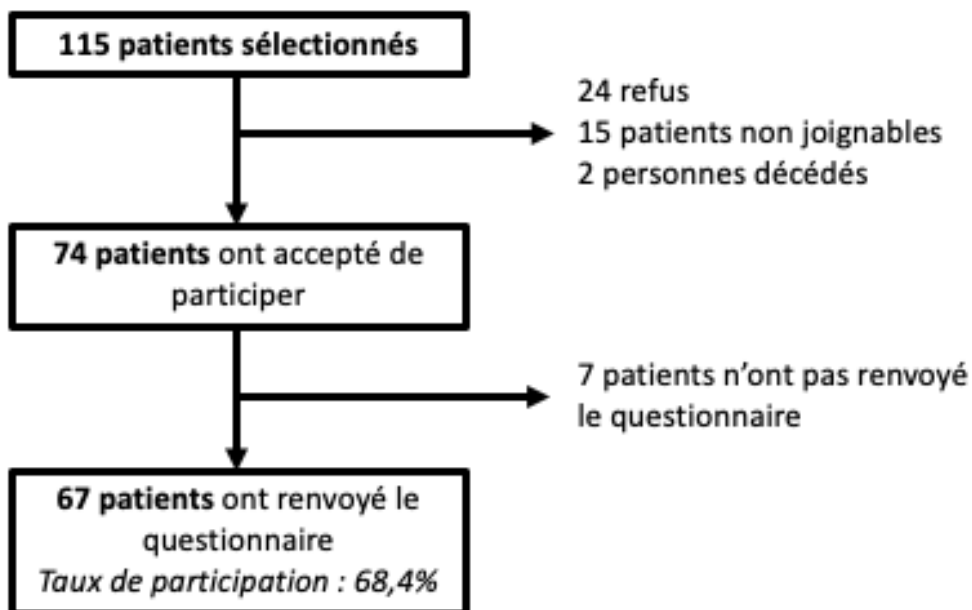 115 patients sélectionnés
24 refus
15 patients non joignables
2 personnes décédés
74 patients ont accepté de
participer
7 patients n'ont pas renvoyé
le questionnaire
67 patients ont renvoyé le
questionnaire
Taux de participation : 68,4%